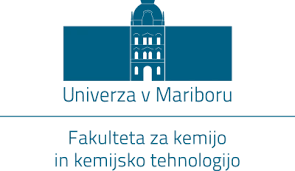 Univerza v Mariboru
Fakulteta za kemijo
in kemijsko tehnologijo